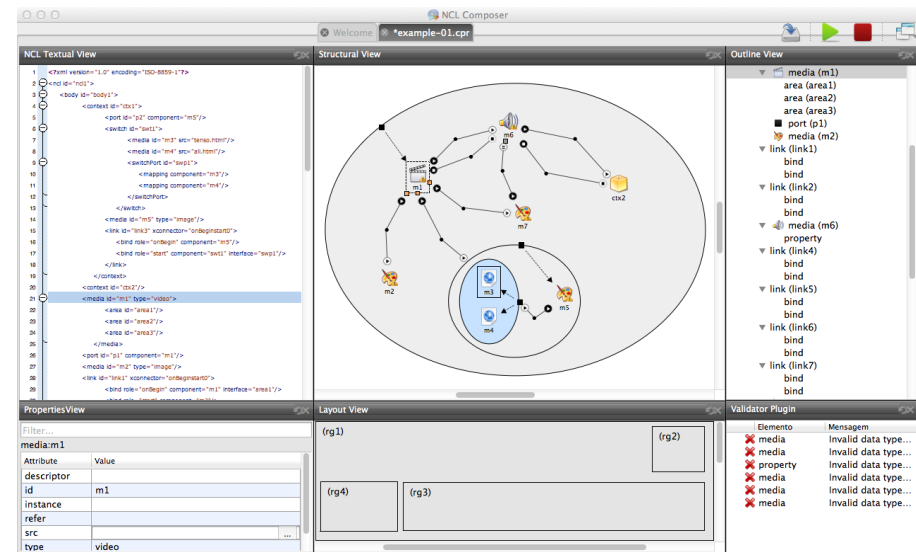 NCL Composer
Welcome
*example-01.cpr
NCL Textual View
1 <?xml version="1.0" encoding="ISO-8859-1"?>
2 <ncl id="ncl1">
3 <body id="body1">
4 <context id="ctx1">
5 <port id="p2" component="m5"/>
6 <switch id="swt1">
7 <media id="m3" src="tenso.html"/>
8 <media id="m4" src="ali.html"/>
9 <switchPort id="swp1">
10 <mapping component="m3"/>
11 <mapping component="m4"/>
12 </switchPort>
13 </switch>
14 <media id="m5" type="image"/>
15 <link id="link3" xconnector="onBeginstart0">
16 <bind role="onBegin" component="m5"/>
17 <bind role="start" component="swt1" interface="swp1"/>
18 </link>
19 </context>
20 <context id="ctx2"/>
21 <media id="m1" type="video">
22 <area id="area1"/>
23 <area id="area2"/>
24 <area id="area3"/>
25 </media>
26 <port id="p1" component="m1"/>
27 <media id="m2" type="image"/>
28 <link id="link1" xconnector="onBeginstart0">
29 <bind role="onBegin" component="m1" interface="area1"/>
Structural View
m6
m1
ctx2
m7
m2
m3
m5
m4
Outline View
media (m1)
area (area1)
area (area2)
area (area3)
port (p1)
media (m2)
link (link1)
bind
bind
link (link2)
bind
bind
media (m6)
property
link (link4)
bind
bind
link (link5)
bind
bind
link (link6)
bind
bind
link (link7)
bind
bind
PropertiesView
Filter...
media:m1
Attribute Value
descriptor
id m1
instance
refer
src ...
type video
Layout View
(rg1)
(rg2)
(rg4)
(rg3)
Validator Plugin
Elemento Mensagem
media Invalid data type...
media Invalid data type...
property Invalid data type...
media Invalid data type...
media Invalid data type...
media Invalid data type...